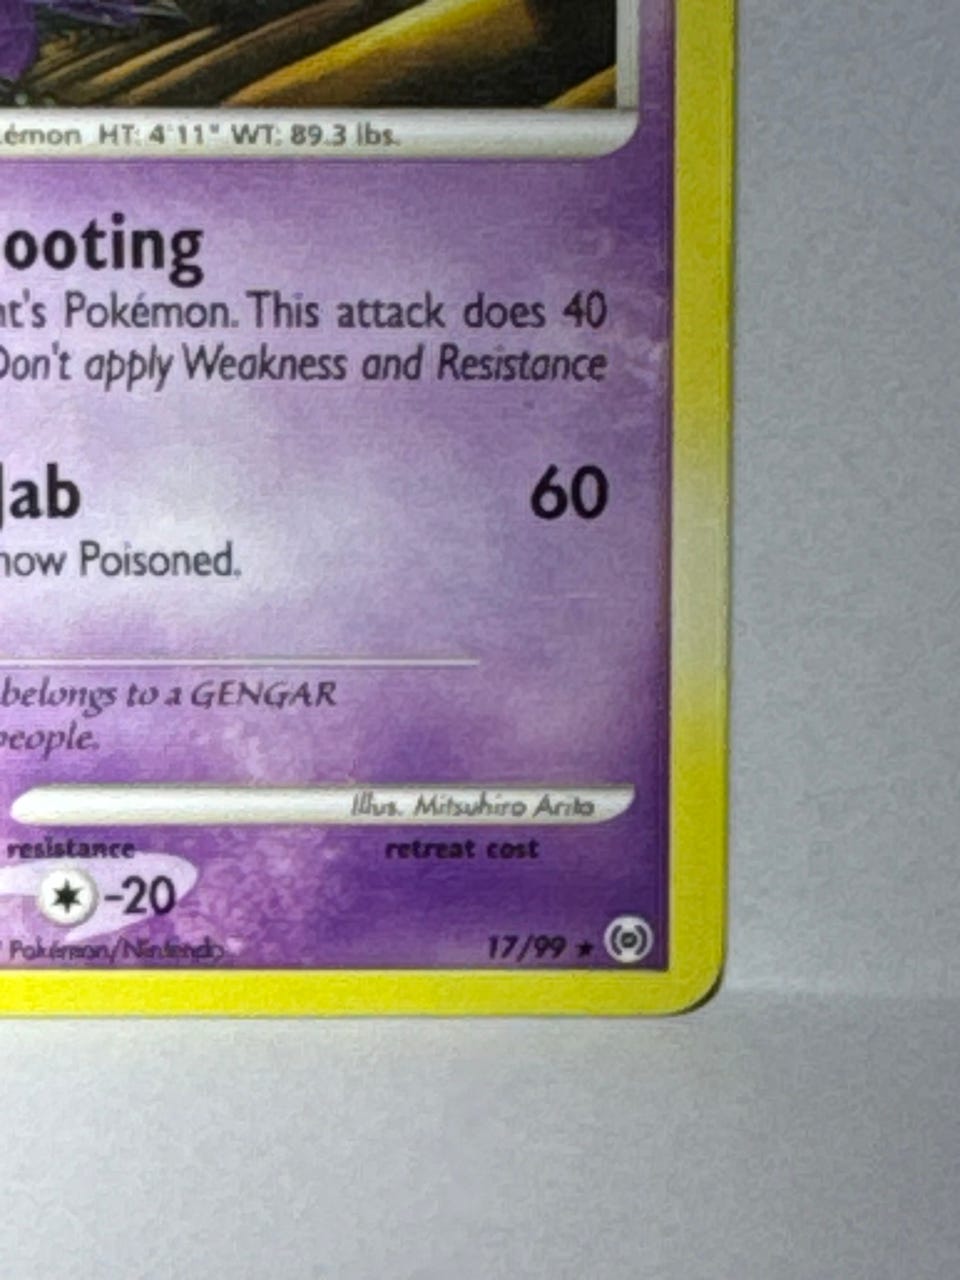 émon HT: 4'11" WT: 89.3 lbs.
ooting
nt's Pokémon. This attack does 40
Don't apply Weakness and Resistance
Jab 60
now Poisoned.
belongs to a GENGAR
people.
Illus. Mitsuhiro Arita
resistance retreat cost
-20
Pokémon/Nintendo 17/99 ★